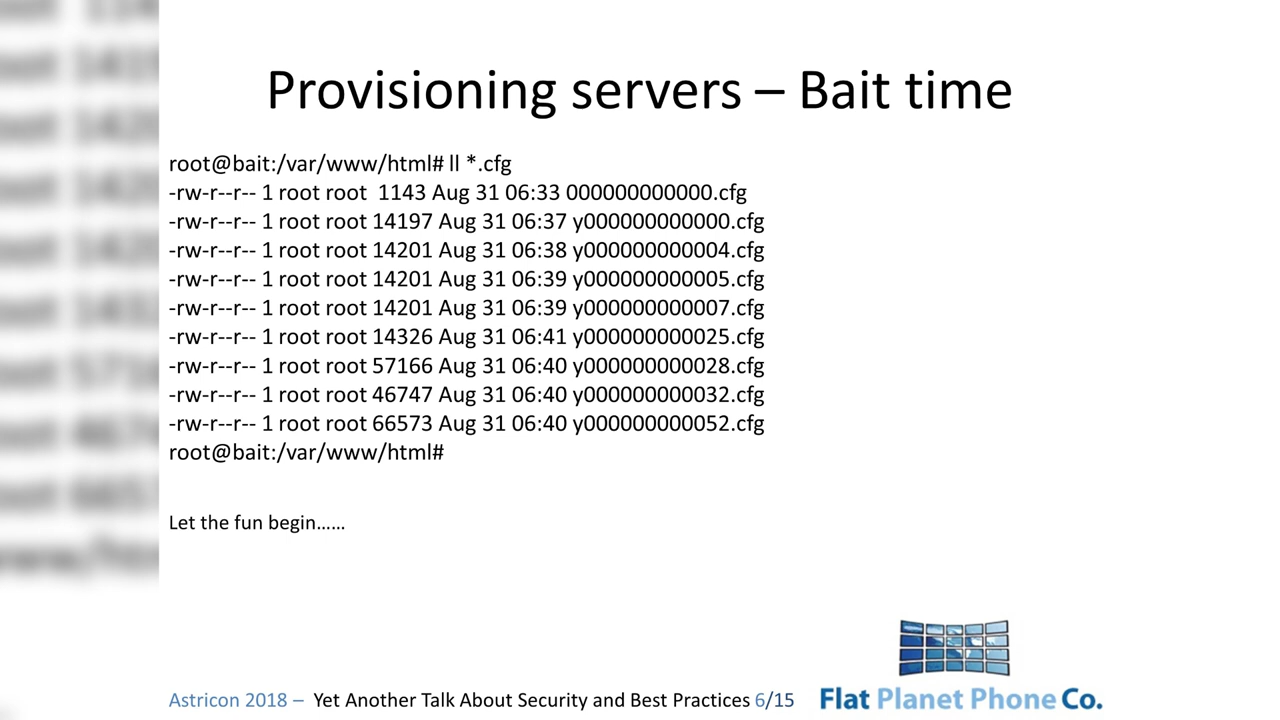 Provisioning servers – Bait time
root@bait:/var/www/html# ll *.cfg
-rw-r--r-- 1 root root  1143 Aug 31 06:33 000000000000.cfg
-rw-r--r-- 1 root root 14197 Aug 31 06:37 y000000000000.cfg
-rw-r--r-- 1 root root 14201 Aug 31 06:38 y000000000004.cfg
-rw-r--r-- 1 root root 14201 Aug 31 06:39 y000000000005.cfg
-rw-r--r-- 1 root root 14201 Aug 31 06:39 y000000000007.cfg
-rw-r--r-- 1 root root 14326 Aug 31 06:41 y000000000025.cfg
-rw-r--r-- 1 root root 57166 Aug 31 06:40 y000000000028.cfg
-rw-r--r-- 1 root root 46747 Aug 31 06:40 y000000000032.cfg
-rw-r--r-- 1 root root 66573 Aug 31 06:40 y000000000052.cfg
root@bait:/var/www/html#
Let the fun begin……
Astricon 2018 – Yet Another Talk About Security and Best Practices 6/15
Flat Planet Phone Co.